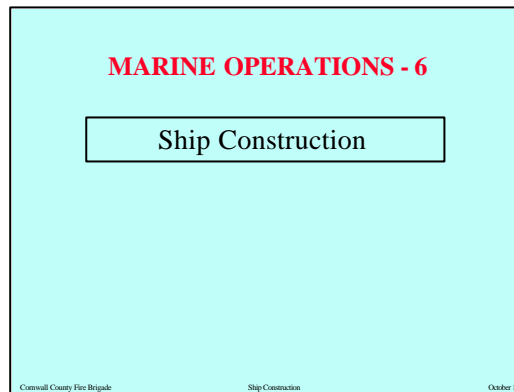 MARINE OPERATIONS - 6
Ship Construction
Cornwall County Fire Brigade Ship Construction October